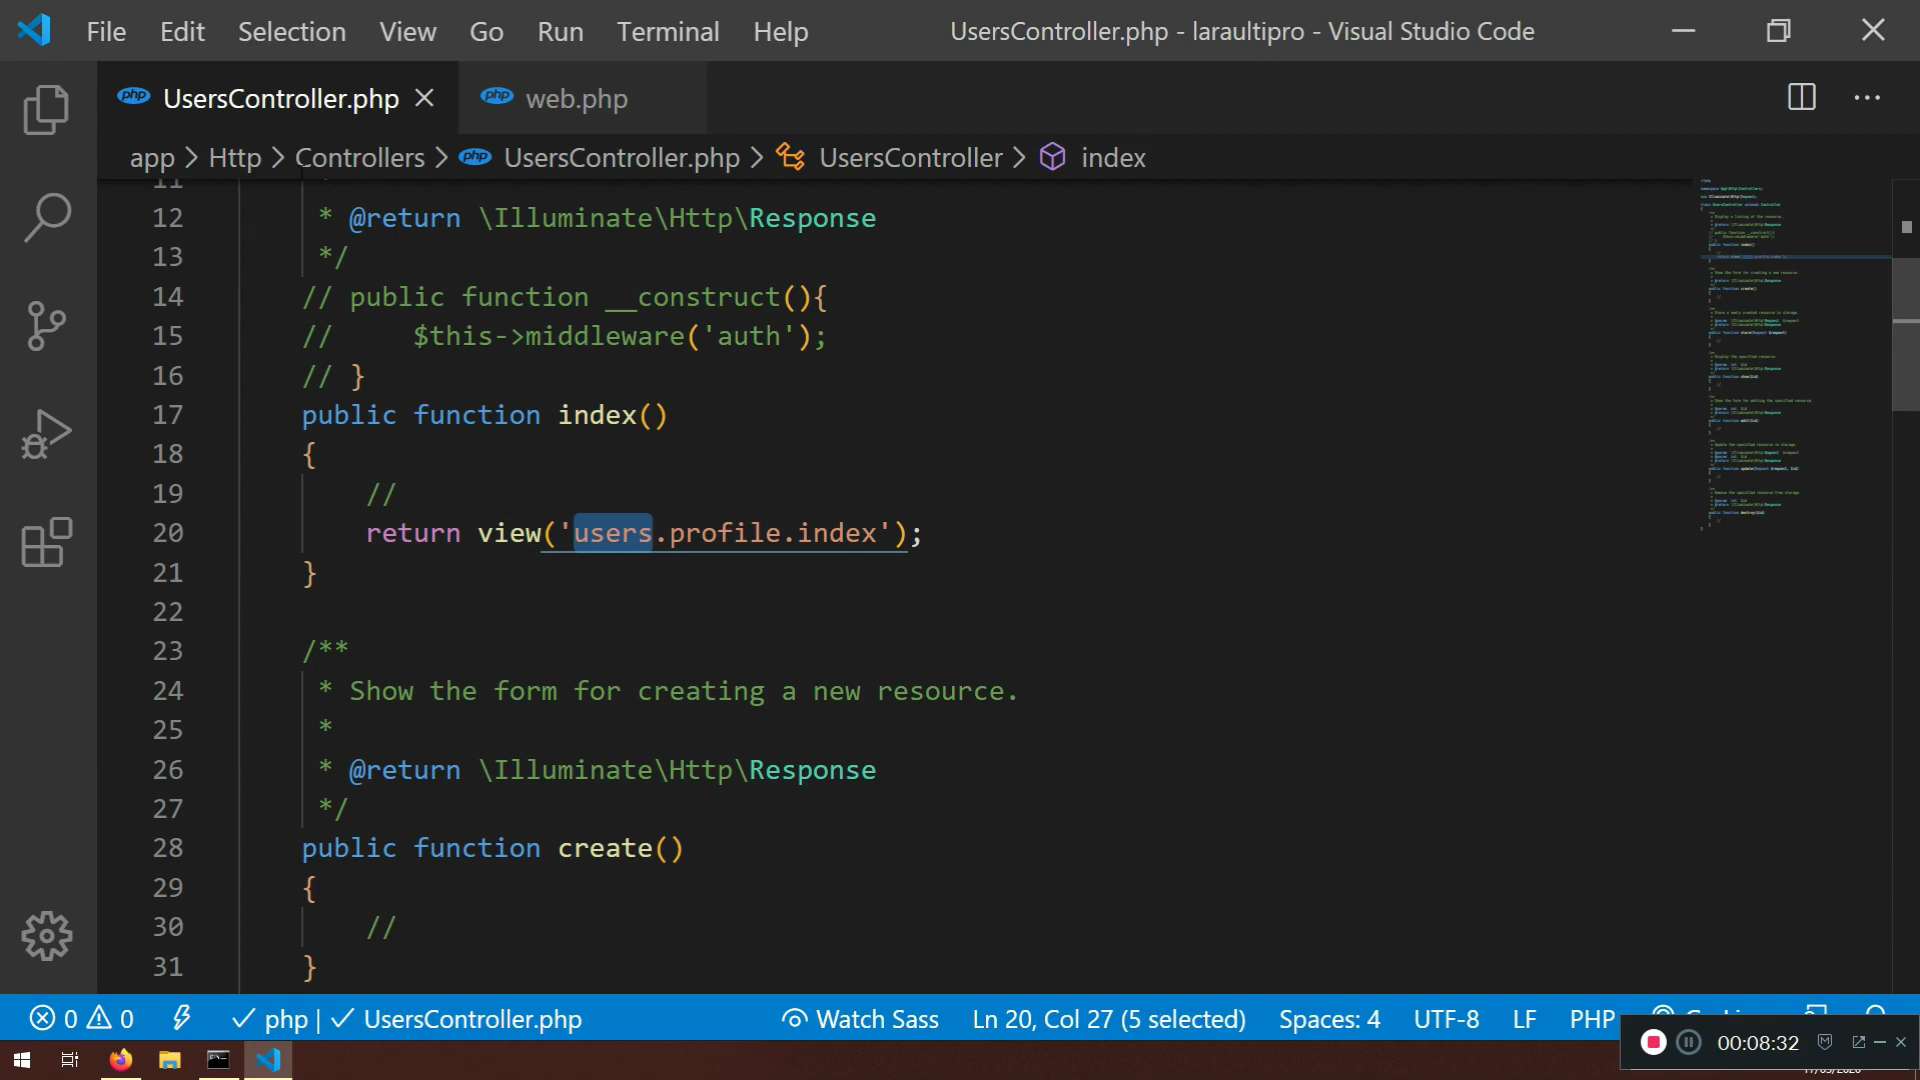 File Edit Selection View Go Run Terminal Help UsersController.php - laraultipro - Visual Studio Code
php UsersController.php php web.php
app Http Controllers php UsersController.php UsersController index
11 *
12 * @return \Illuminate\Http\Response
13 */
14 // public function __construct(){
15 // $this->middleware('auth');
16 // }
17 public function index()
18 {
19 //
20 return view('users.profile.index');
21 }
22
23 /**
24 * Show the form for creating a new resource.
25 *
26 * @return \Illuminate\Http\Response
27 */
28 public function create()
29 {
30 //
31 }
0 0 php | UsersController.php Watch Sass Ln 20, Col 27 (5 selected) Spaces: 4 UTF-8 LF PHP
00:08:32